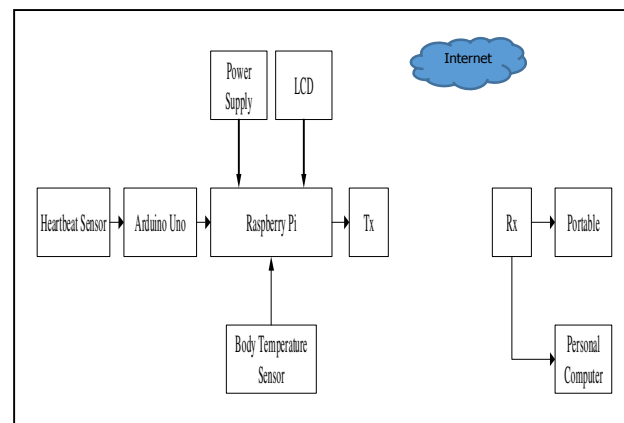 Internet
Power
Supply
LCD
Heartbeat Sensor
Arduino Uno
Raspberry Pi
Tx
Rx
Portable
Body Temperature
Sensor
Personal
Computer